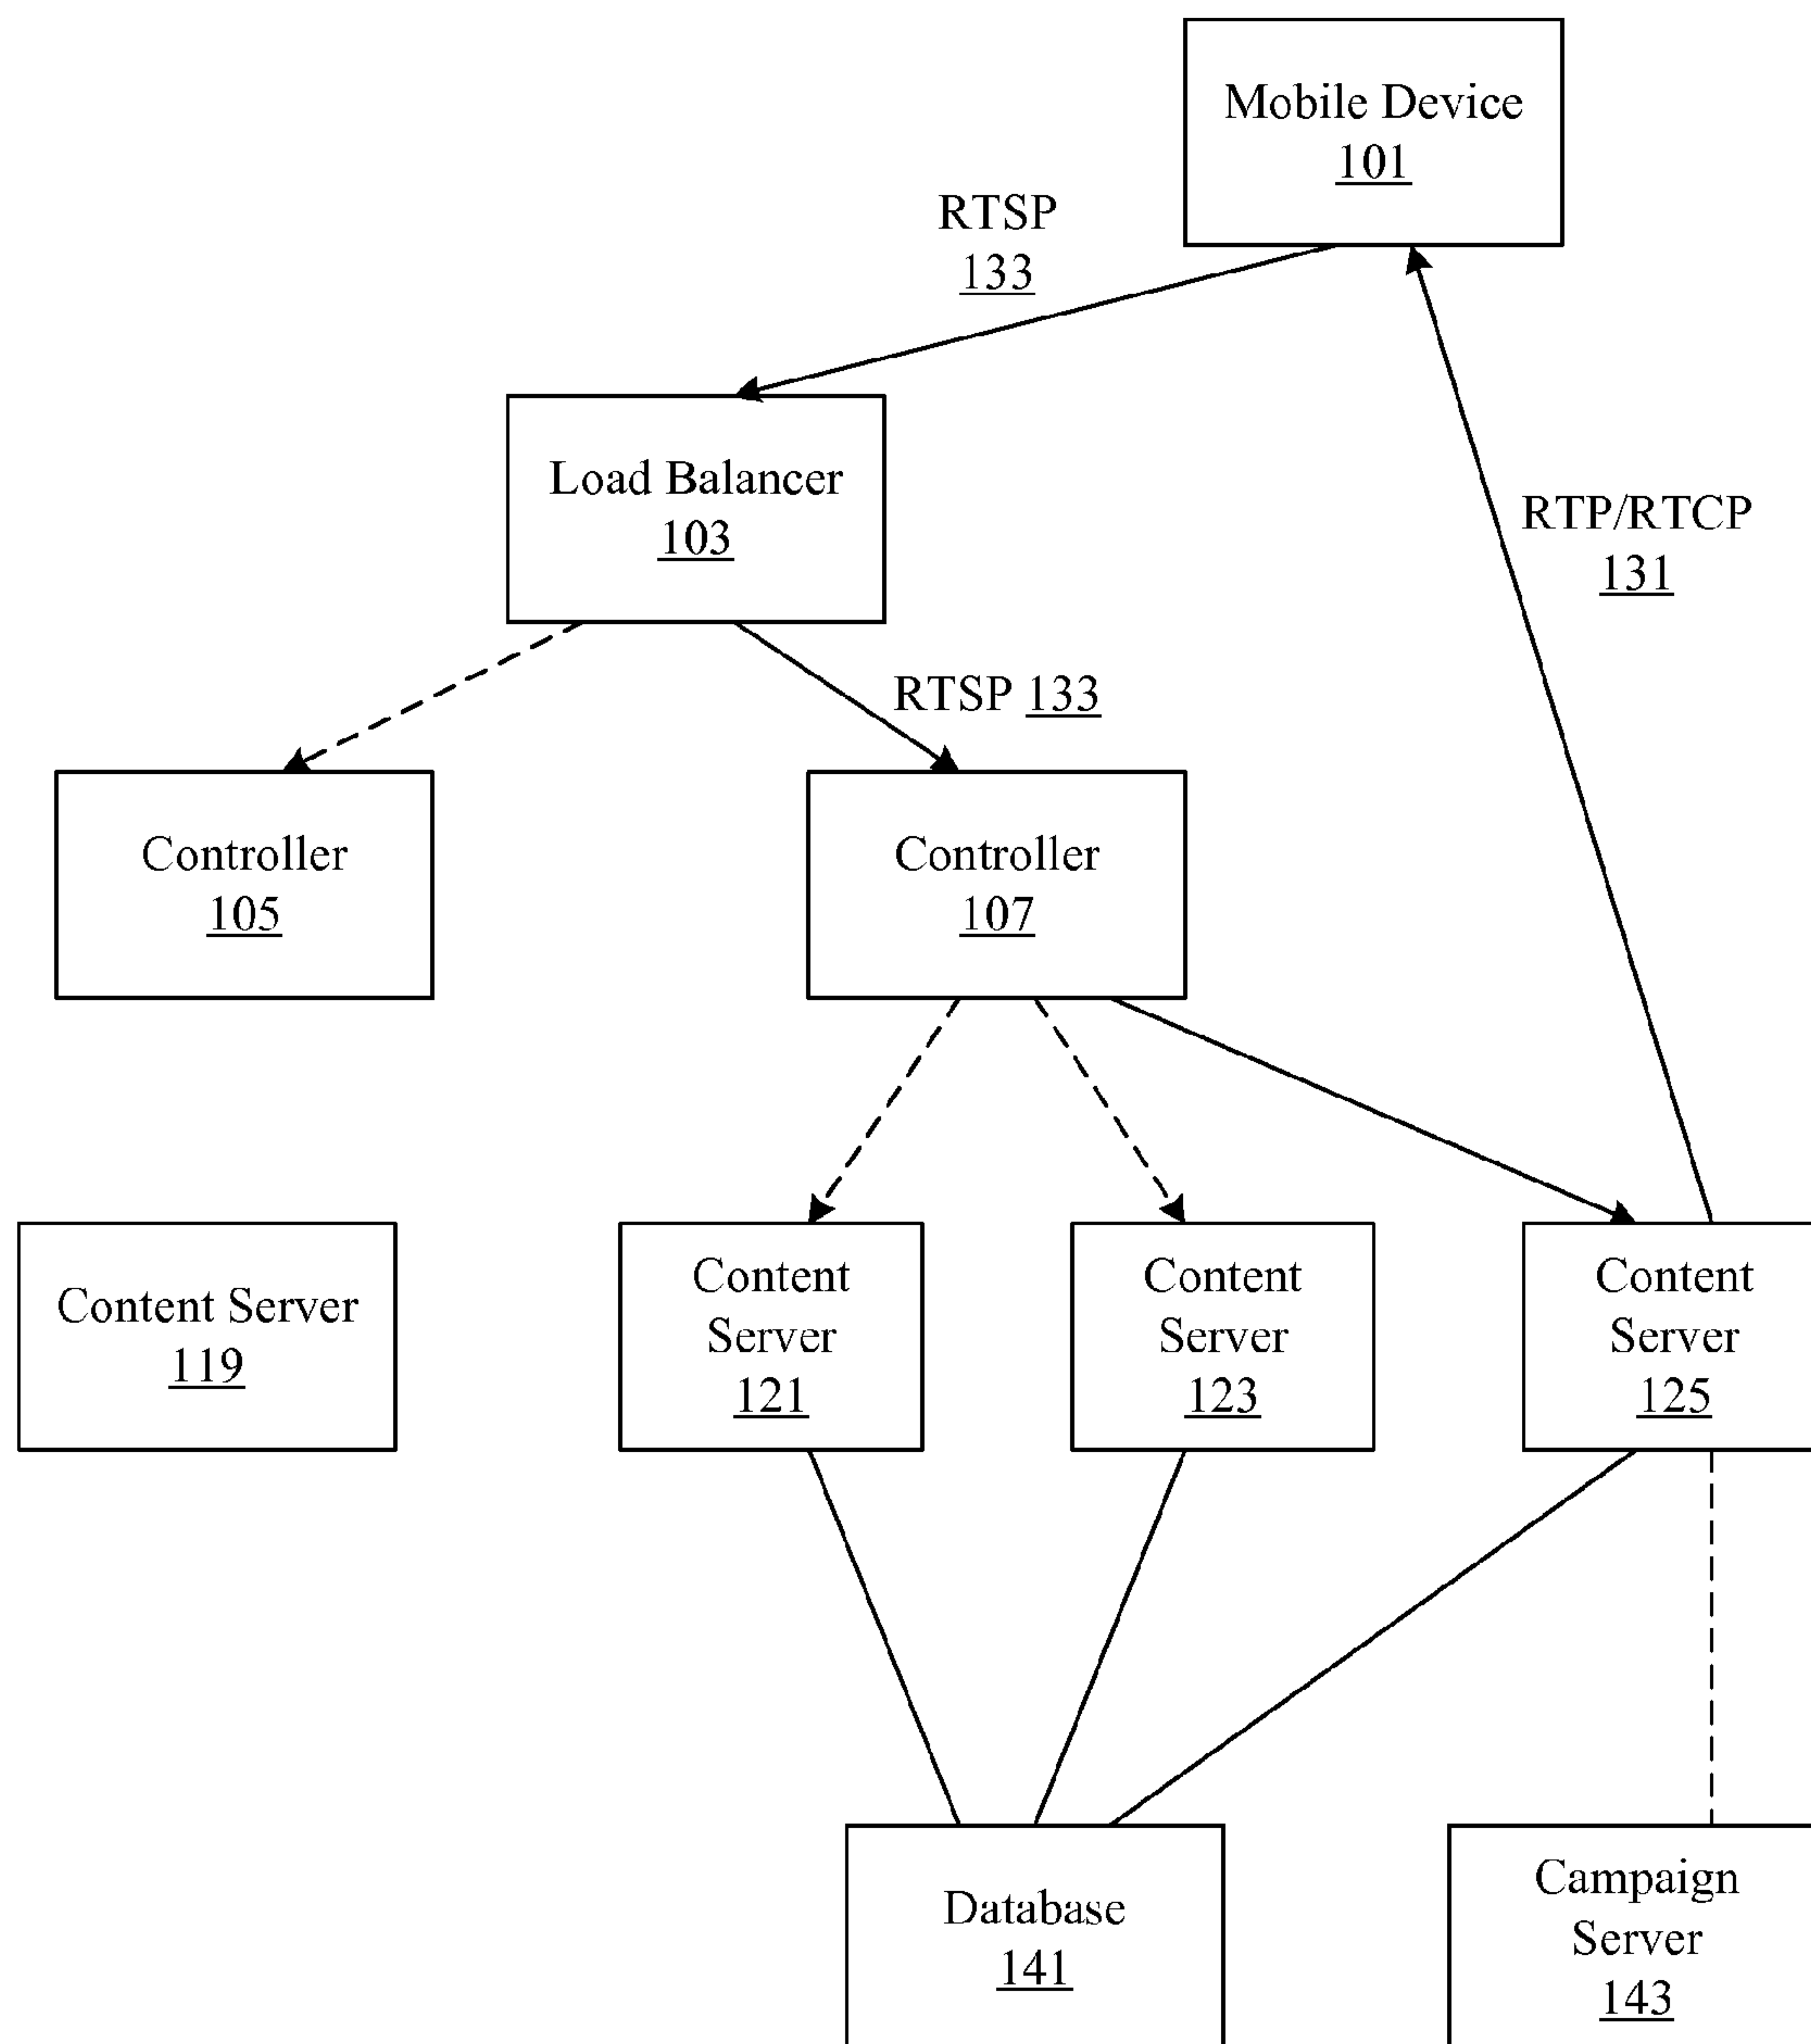 Mobile Device
101
RTSP
133
Load Balancer
103
RTP/RTCP
131
RTSP 133
Controller
105
Controller
107
Content Server
119
Content
Server
121
Content
Server
123
Content
Server
125
Database
141
Campaign
Server
143